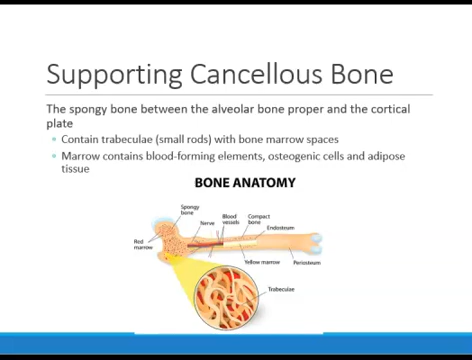 Supporting Cancellous Bone
The spongy bone between the alveolar bone proper and the cortical
plate
Contain trabeculae (small rods) with bone marrow spaces
Marrow contains blood-forming elements, osteogenic cells and adipose
tissue
BONE ANATOMY
Spongy
bone
Nerve
Blood
vessels
Compact
bone
Endosteum
Red
marrow
Yellow marrow
Periosteum
Trabeculae